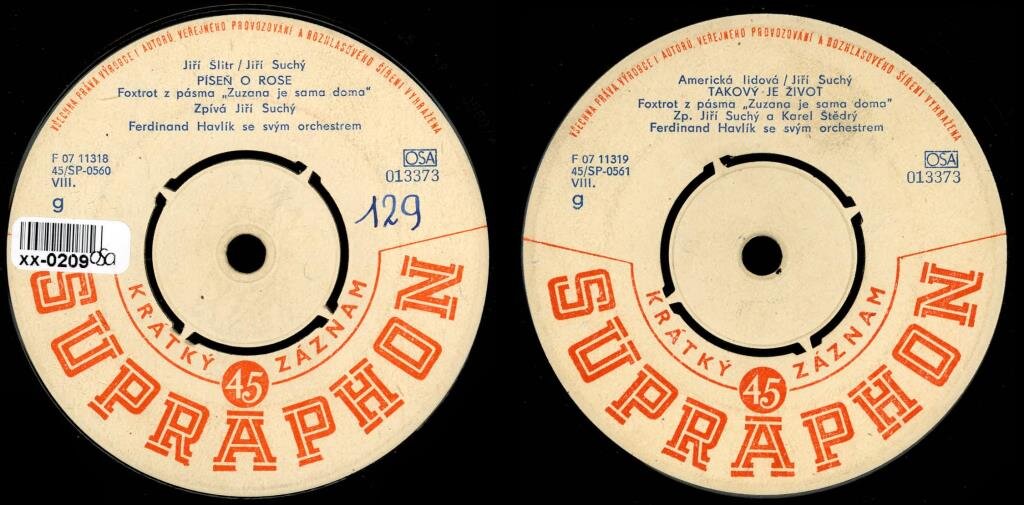 VŠECHNA PRÁVA VÝROBCE I AUTORŮ, VEŘEJNÉHO PROVOZOVÁNÍ A ROZHLASOVÉHO ŠÍŘENÍ VYHRAŽENA
Jiří Šlitr / Jiří Suchý
PÍSEŇ O ROSE
Foxtrot z pásma „Zuzana je sama doma"
Zpívá Jiří Suchý
Ferdinand Havlík se svým orchestrem
F 07 11318
45/SP-0560
VIII.
g
OSA
013373
129
xx-0209 osa
KRÁTKÝ 45 ZÁZNAM
SUPRAPHON
VŠECHNA PRÁVA VÝROBCE I AUTORŮ, VEŘEJNÉHO PROVOZOVÁNÍ A ROZHLASOVÉHO ŠÍŘENÍ VYHRAŽENA
Americká lidová / Jiří Suchý
TAKOVÝ JE ŽIVOT
Foxtrot z pásma „Zuzana je sama doma"
Zp. Jiří Suchý a Karel Štědrý
Ferdinand Havlík se svým orchestrem
F 07 11319
45/SP-0561
VIII.
g
OSA
013373
KRÁTKÝ 45 ZÁZNAM
SUPRAPHON